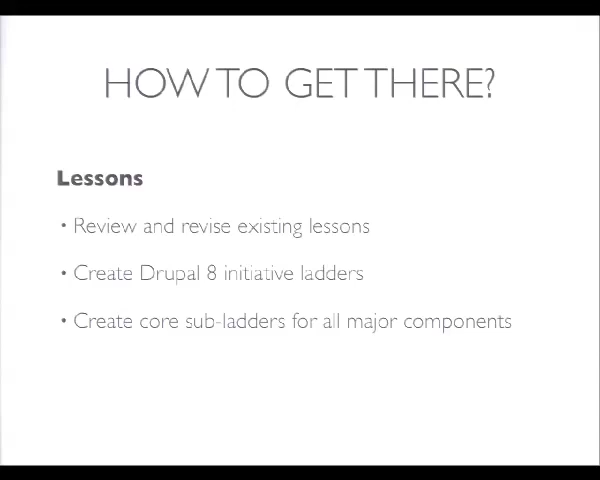 HOW TO GET THERE?
Lessons
• Review and revise existing lessons
• Create Drupal 8 initiative ladders
• Create core sub-ladders for all major components